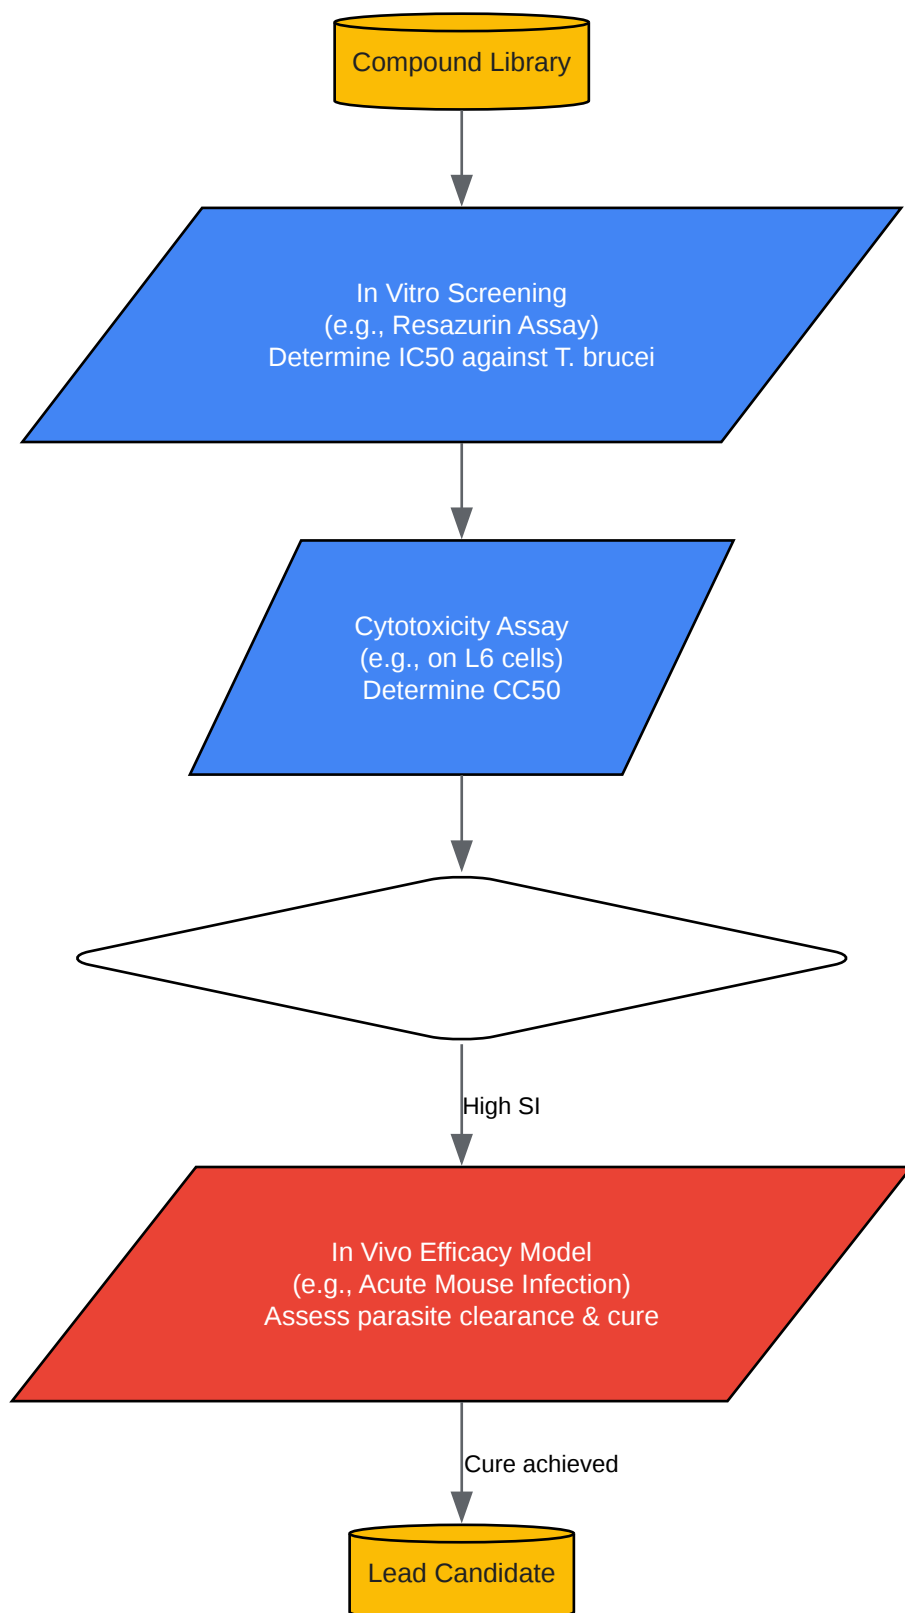 Compound Library
In Vitro Screening
(e.g., Resazurin Assay)
Determine IC50 against T. brucei
Cytotoxicity Assay
(e.g., on L6 cells)
Determine CC50
High SI
In Vivo Efficacy Model
(e.g., Acute Mouse Infection)
Assess parasite clearance & cure
Cure achieved
Lead Candidate